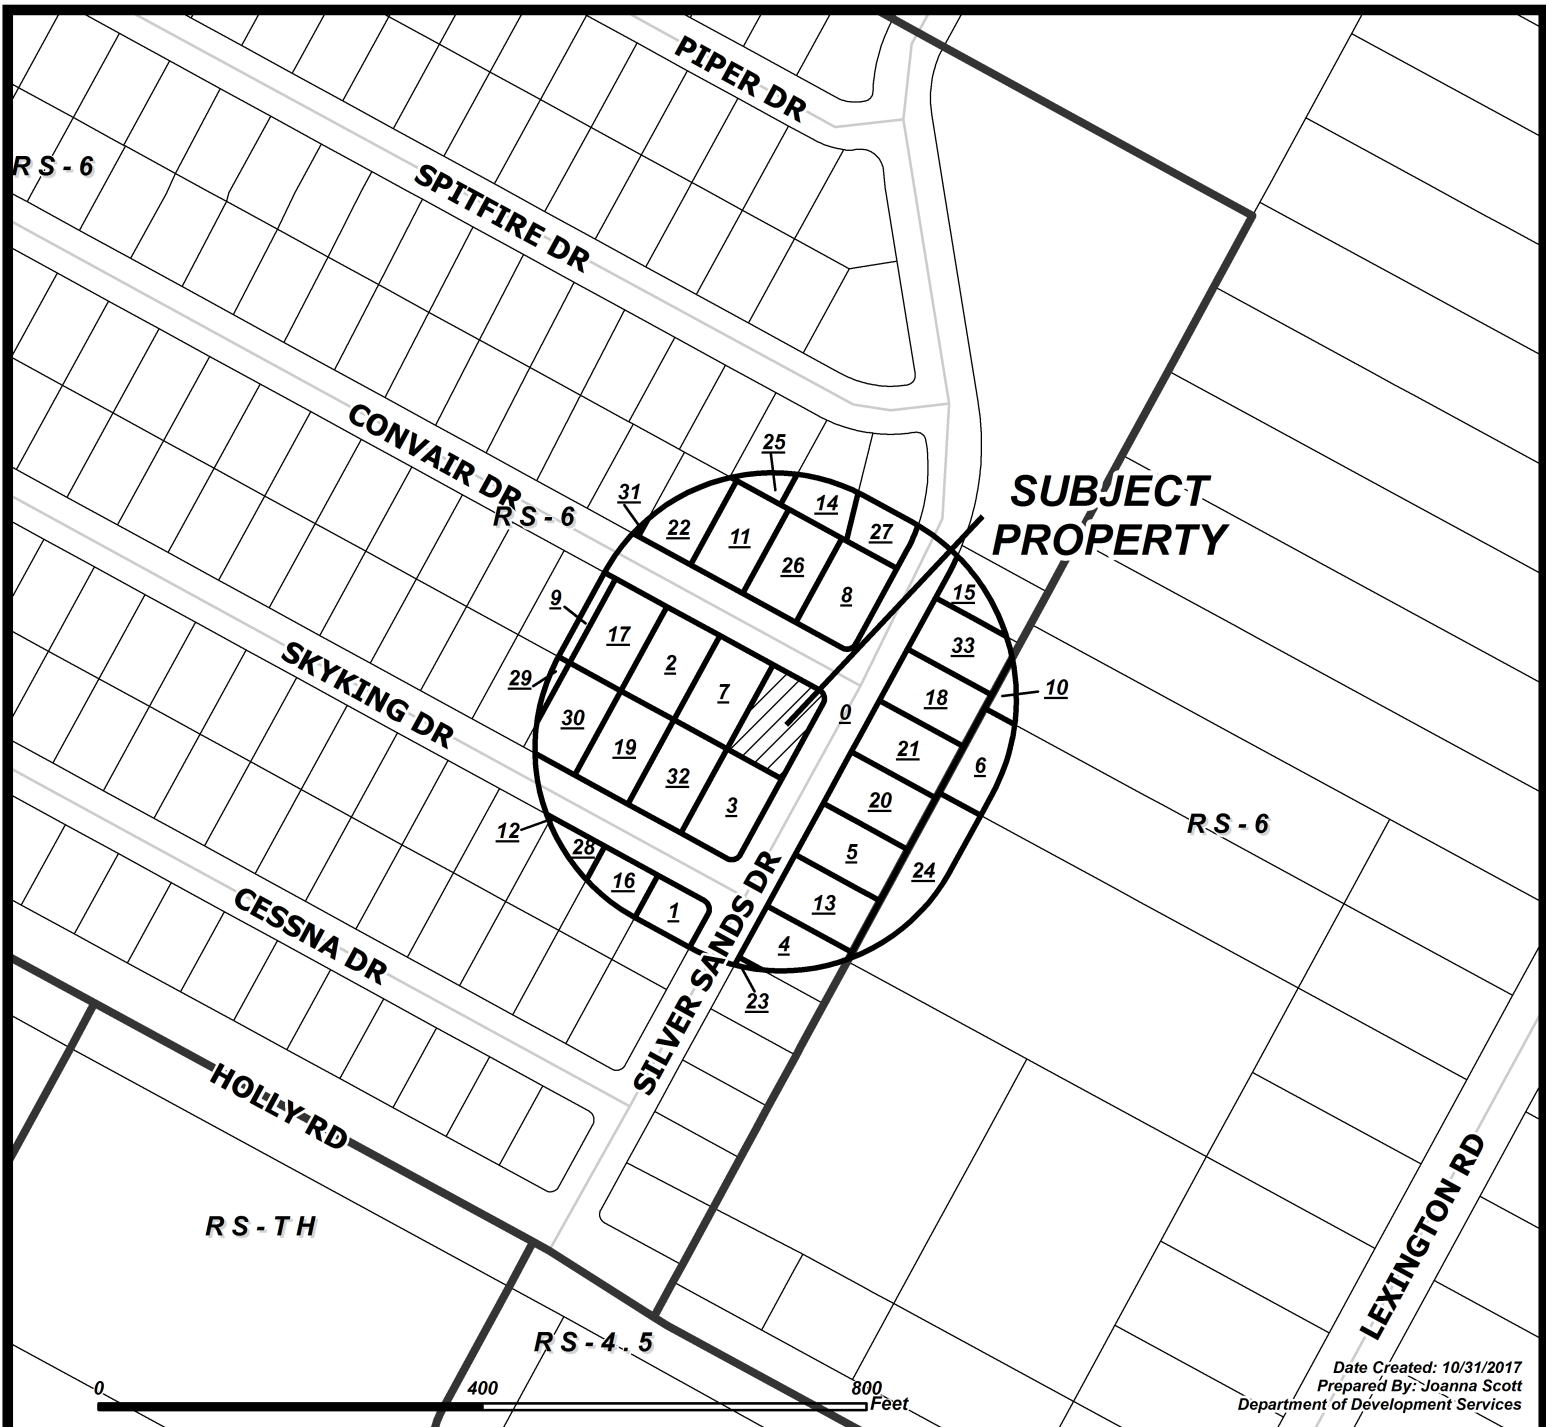 PIPER DR
RS-6
SPITFIRE DR
CONVAIR DR
RS-6
25
31
14
22
11
27
26
8
SUBJECT
PROPERTY
15
9
17
2
33
29
7
18
10
30
0
19
21
6
32
3
20
RS-6
SKYKING DR
12
28
5
24
16
13
1
4
23
SILVER SANDS DR
CESSNA DR
HOLLY RD
RS-TH
RS-4.5
LEXINGTON RD
0 400 800
Feet
Date Created: 10/31/2017
Prepared By: Joanna Scott
Department of Development Services